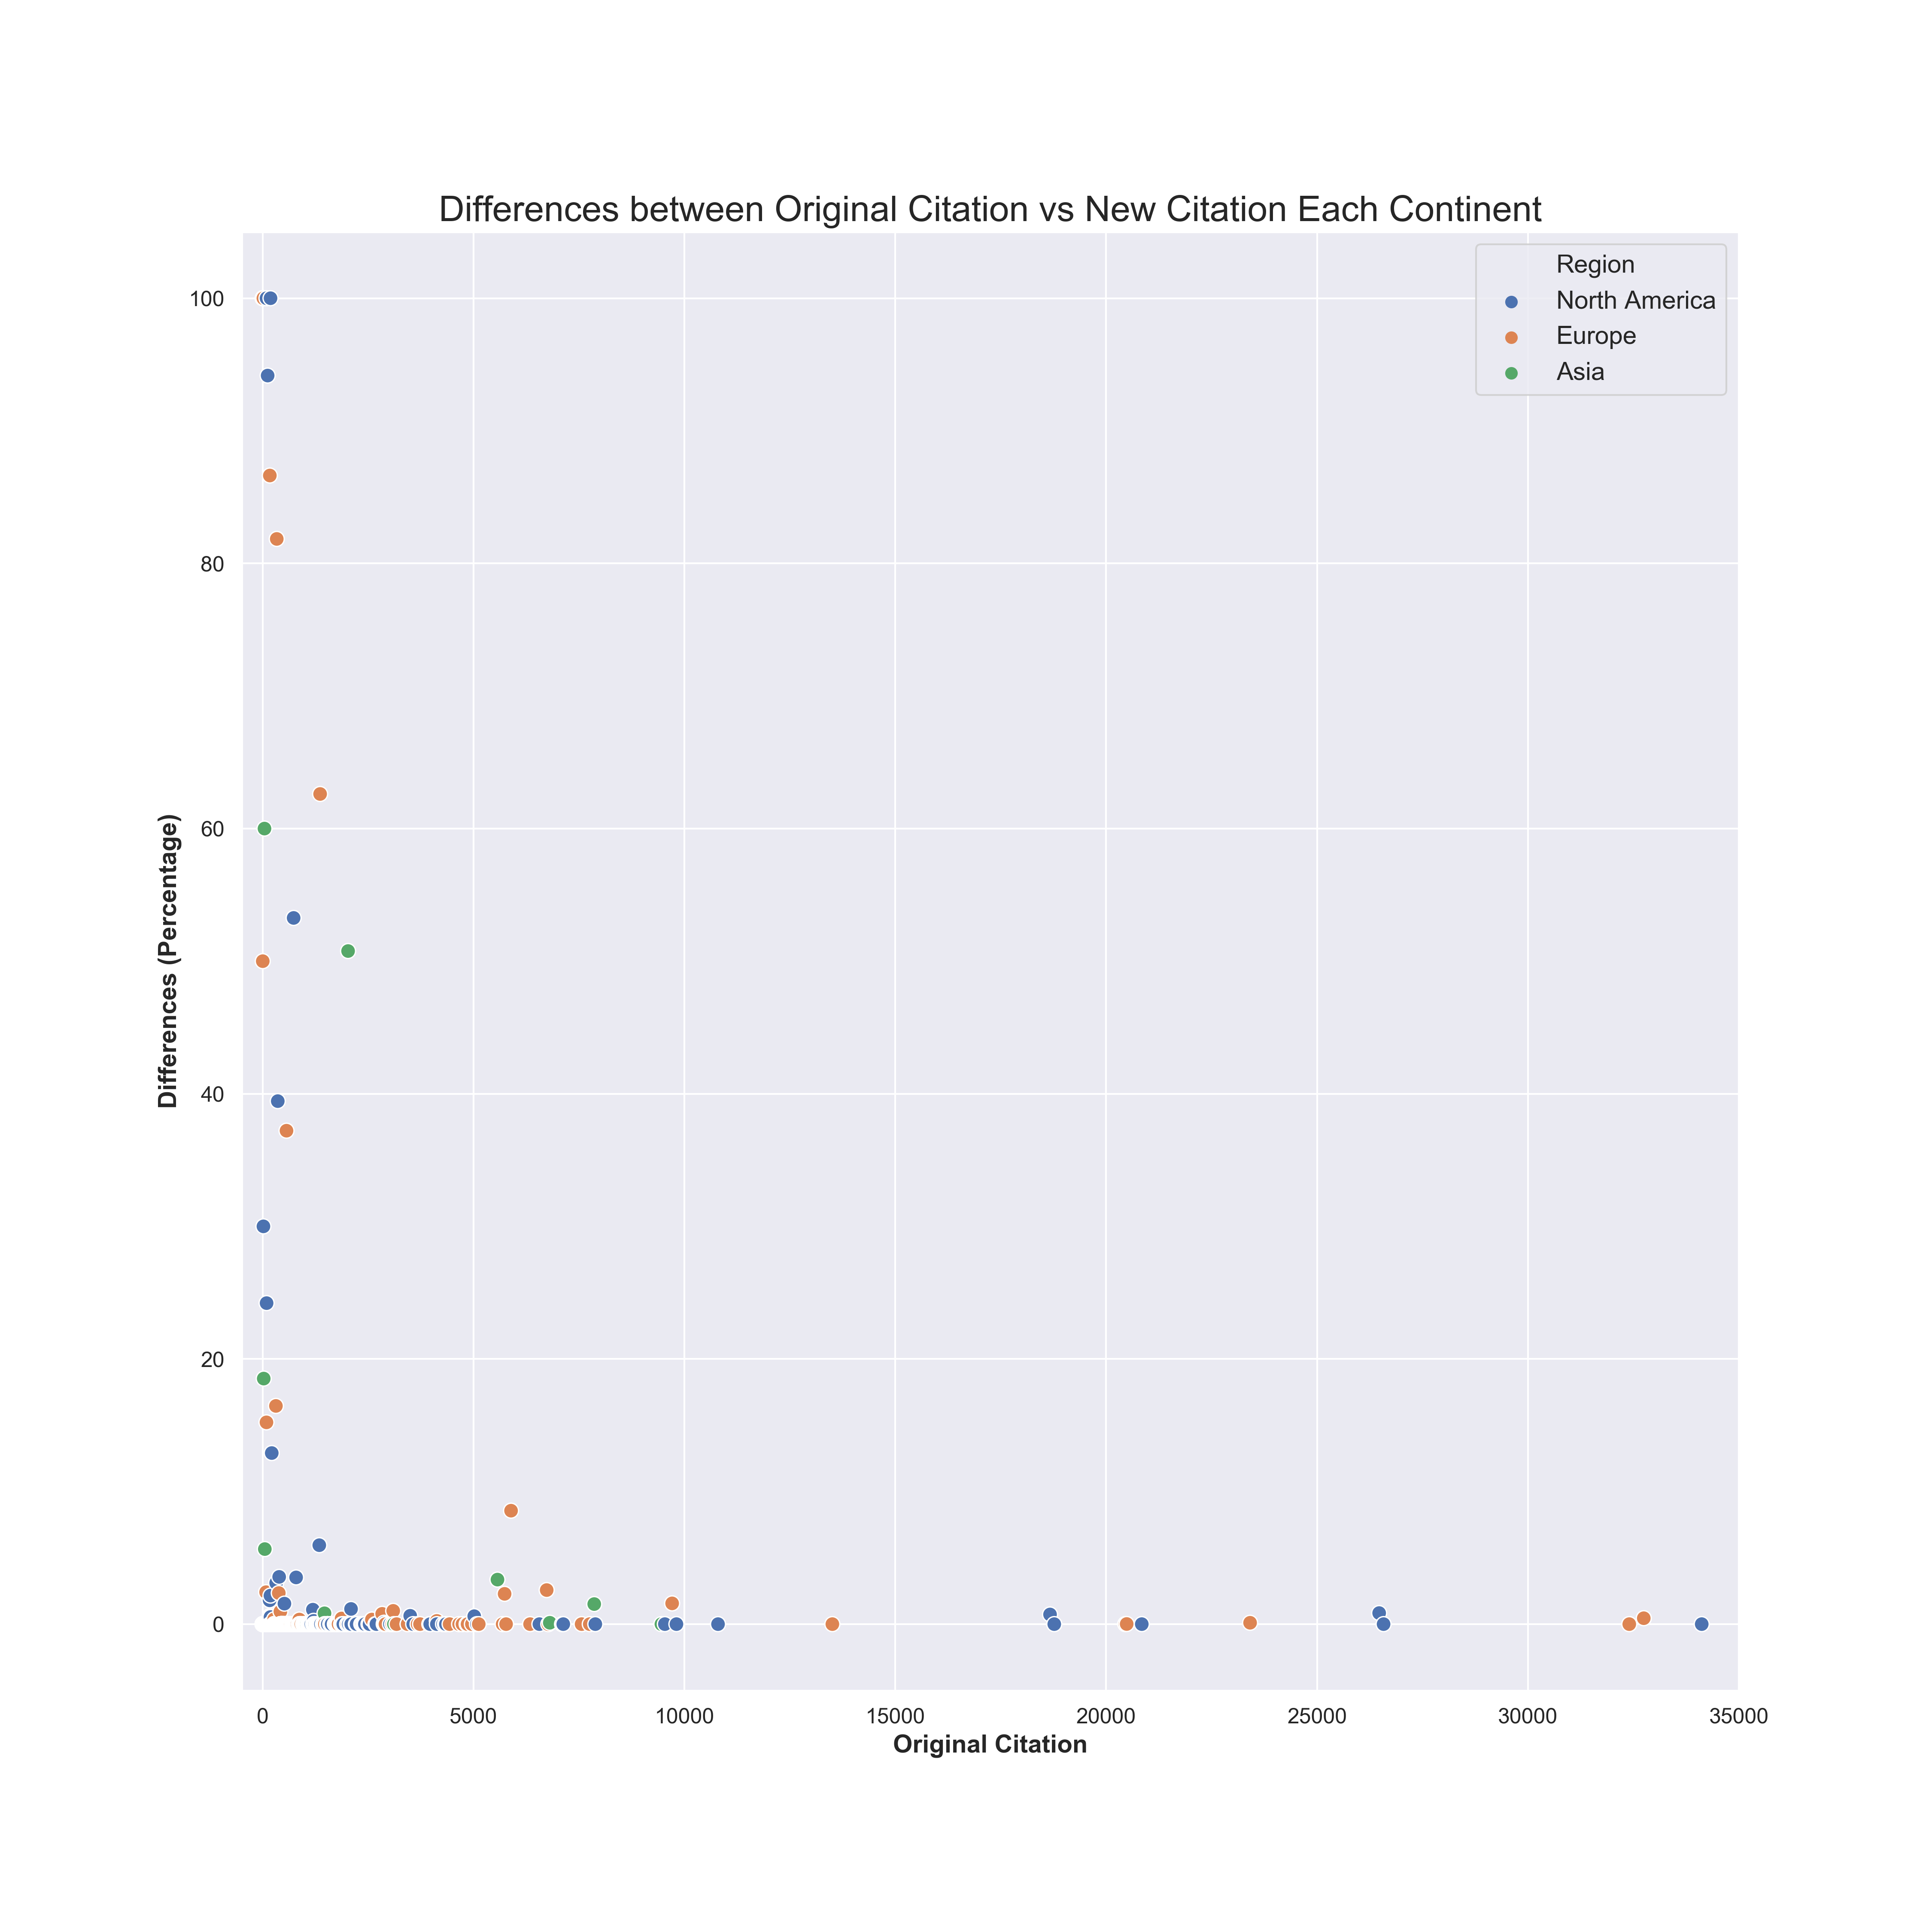 Differences between Original Citation vs New Citation Each Continent
Region
North America
Europe
Asia
100
80
60
40
20
0
Differences (Percentage)
0 5000 10000 15000 20000 25000 30000 35000
Original Citation